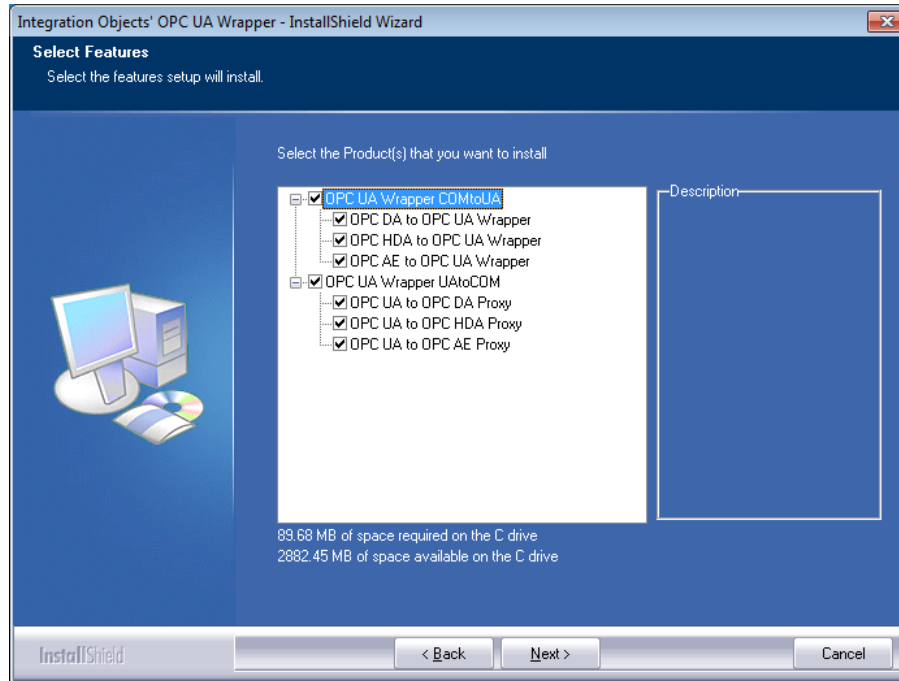 Integration Objects' OPC UA Wrapper - InstallShield Wizard
Select Features
Select the features setup will install.
Select the Product(s) that you want to install
OPC UA Wrapper COMtoUA
OPC DA to OPC UA Wrapper
OPC HDA to OPC UA Wrapper
OPC AE to OPC UA Wrapper
OPC UA Wrapper UAtoCOM
OPC UA to OPC DA Proxy
OPC UA to OPC HDA Proxy
OPC UA to OPC AE Proxy
Description
89.68 MB of space required on the C drive
2882.45 MB of space available on the C drive
InstallShield
< Back
Next >
Cancel